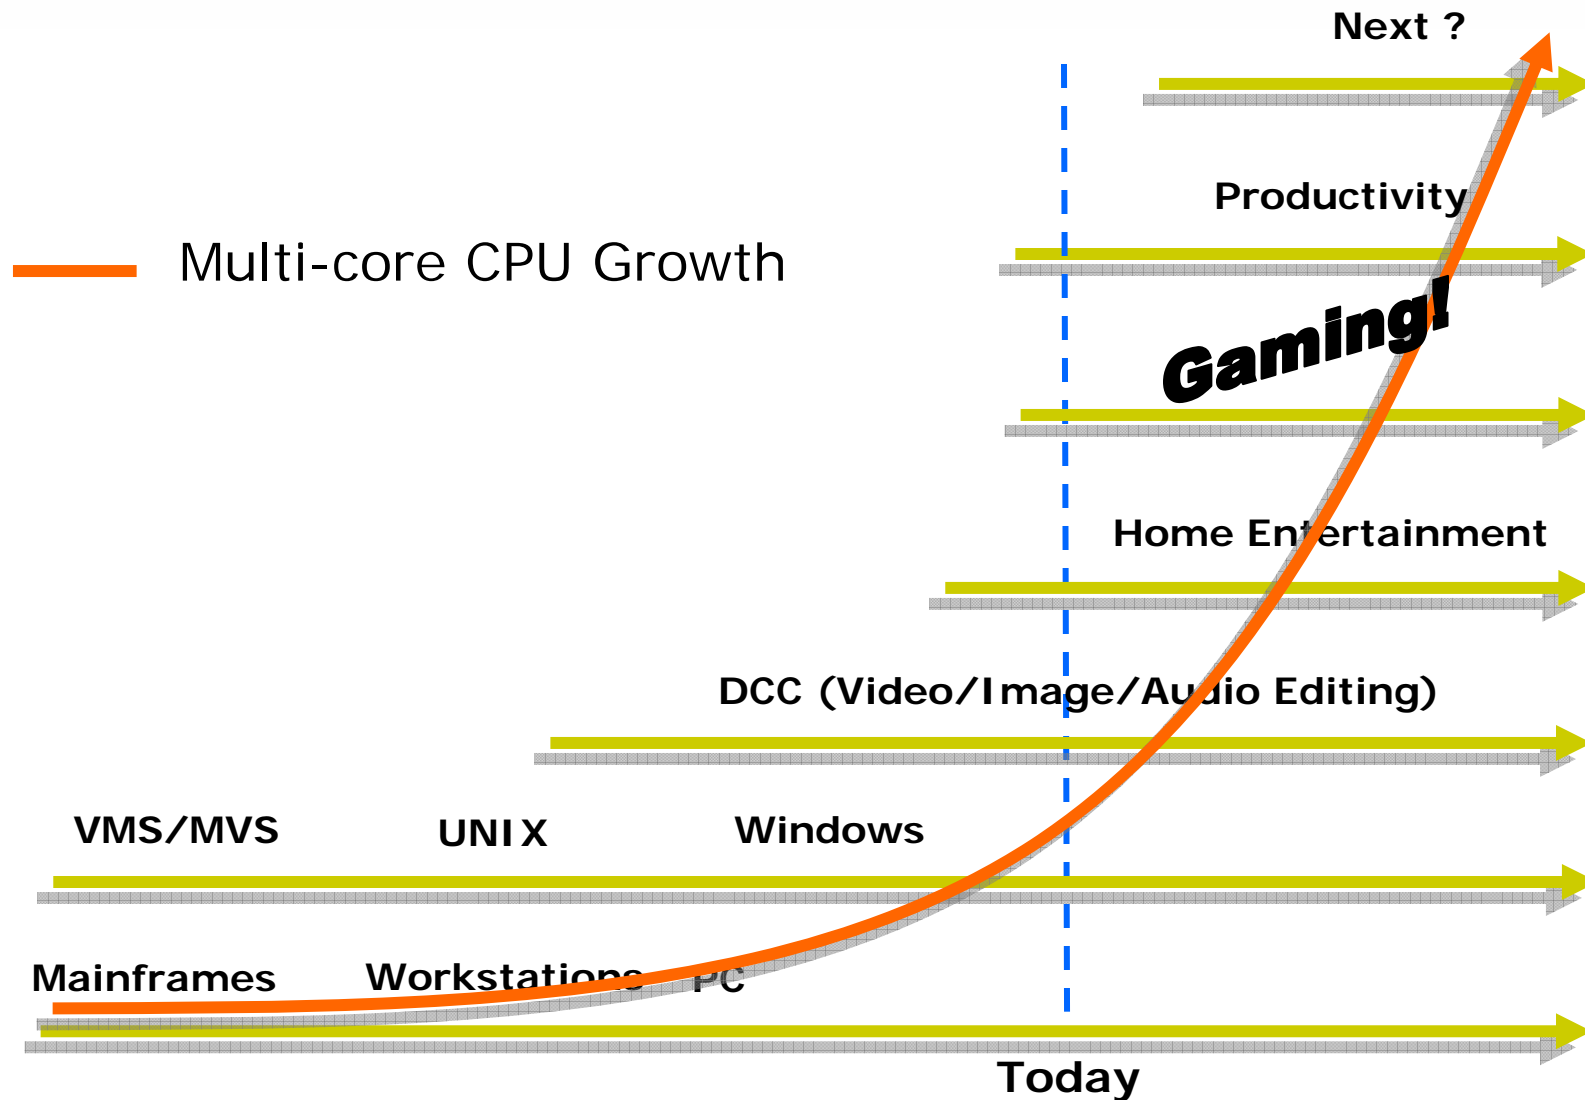 Next ?
Productivity
Multi-core CPU Growth
Gaming!
Home Entertainment
DCC (Video/Image/Audio Editing)
VMS/MVS UNIX Windows
Mainframes Workstations PC
Today